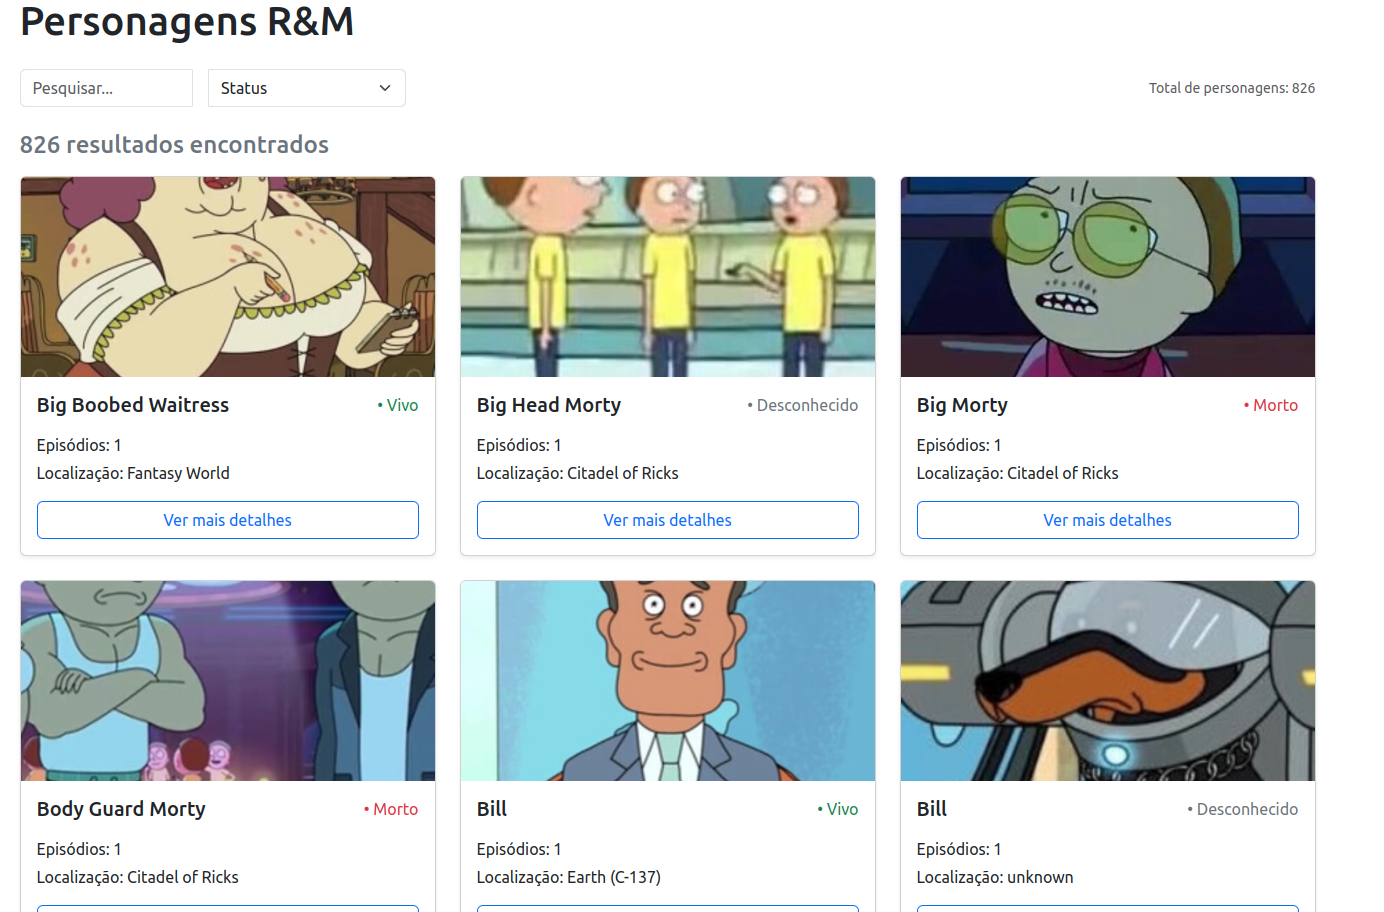 Personagens R&M
Pesquisar...
Status
Total de personagens: 826
826 resultados encontrados
Big Boobed Waitress
• Vivo
Episódios: 1
Localização: Fantasy World
Ver mais detalhes
Big Head Morty
• Desconhecido
Episódios: 1
Localização: Citadel of Ricks
Ver mais detalhes
Big Morty
• Morto
Episódios: 1
Localização: Citadel of Ricks
Ver mais detalhes
Body Guard Morty
• Morto
Episódios: 1
Localização: Citadel of Ricks
Bill
• Vivo
Episódios: 1
Localização: Earth (C-137)
Bill
• Desconhecido
Episódios: 1
Localização: unknown